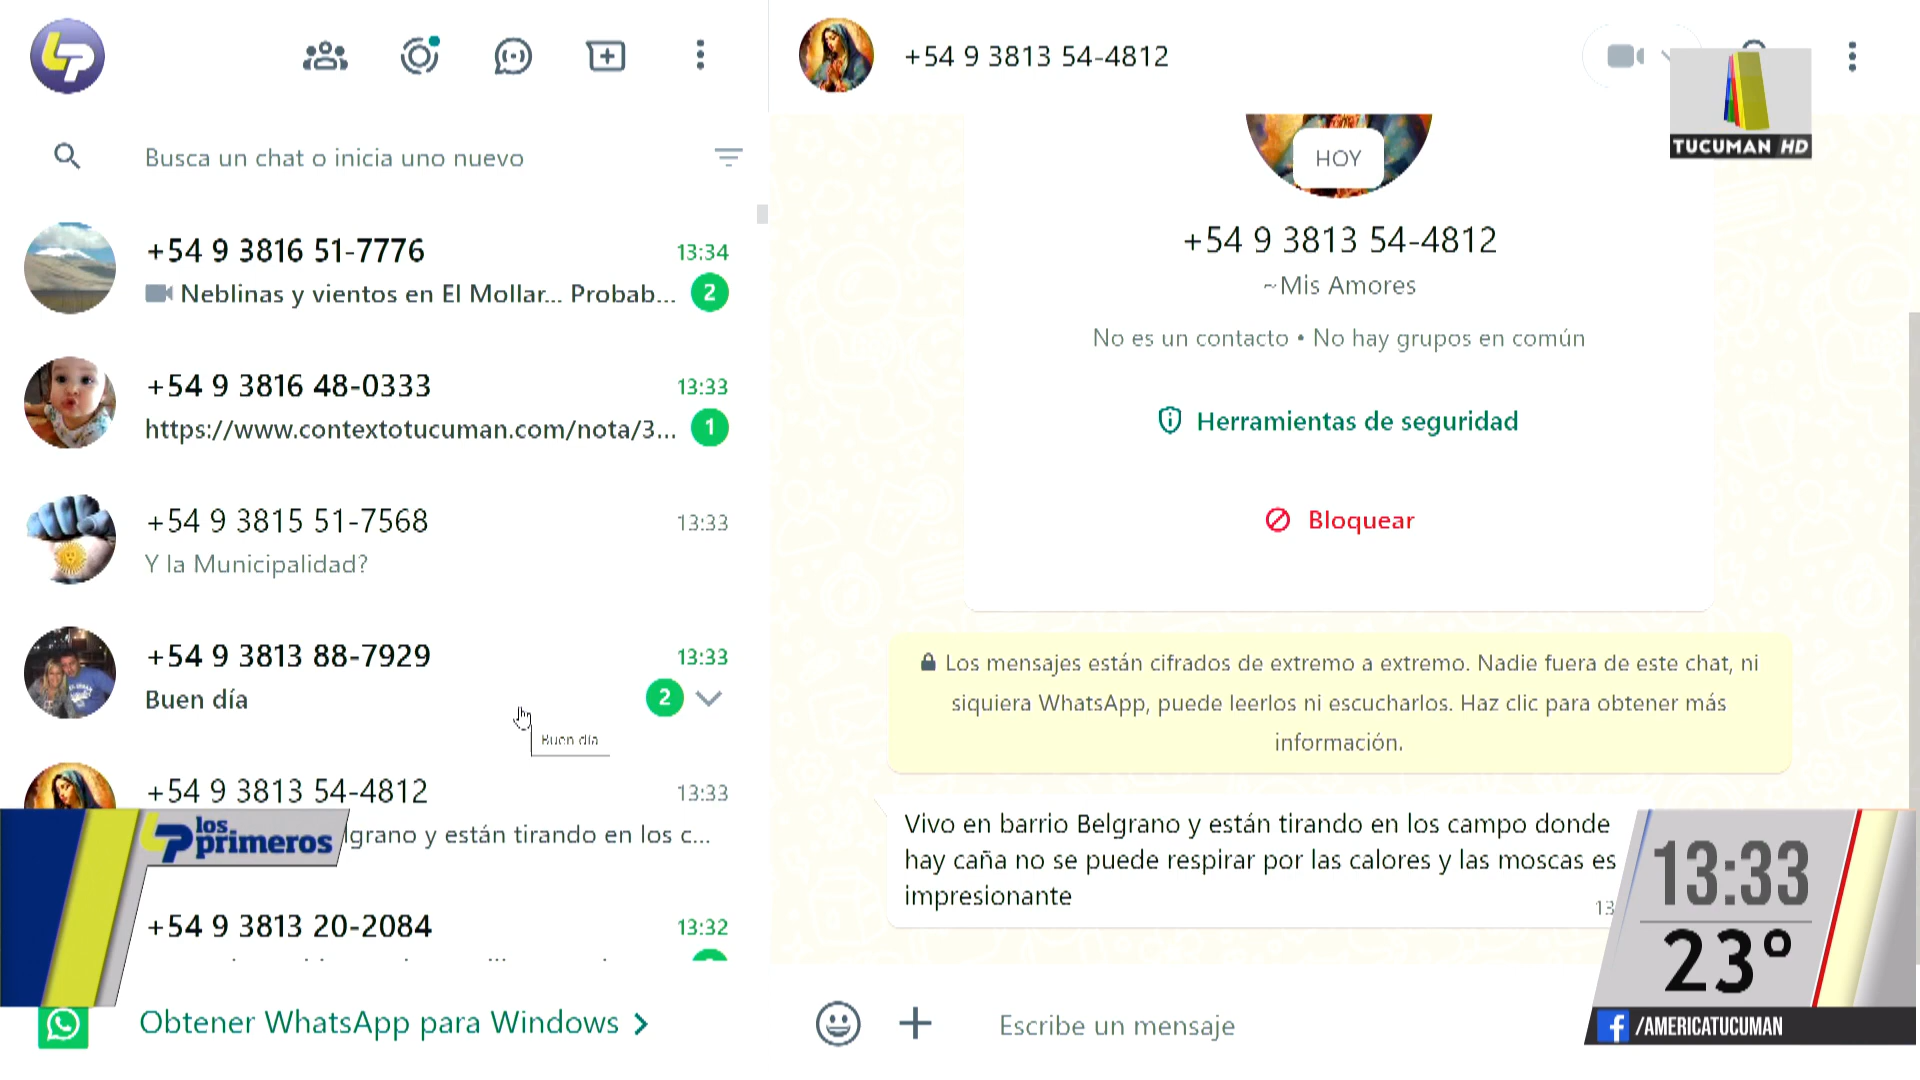 +54 9 3813 54-4812
TUCUMAN HD
Busca un chat o inicia uno nuevo
+54 9 3816 51-7776
13:34
Neblinas y vientos en El Mollar... Probab...
2
+54 9 3816 48-0333
13:33
https://www.contextotucuman.com/nota/3...
1
+54 9 3815 51-7568
13:33
Y la Municipalidad?
+54 9 3813 88-7929
13:33
Buen día
2
Buen día
+54 9 3813 54-4812
13:33
lgrano y están tirando en los c...
LP los primeros
+54 9 3813 20-2084
13:32
Obtener WhatsApp para Windows
HOY
+54 9 3813 54-4812
~Mis Amores
No es un contacto • No hay grupos en común
Herramientas de seguridad
Bloquear
Los mensajes están cifrados de extremo a extremo. Nadie fuera de este chat, ni
siquiera WhatsApp, puede leerlos ni escucharlos. Haz clic para obtener más
información.
Vivo en barrio Belgrano y están tirando en los campo donde
hay caña no se puede respirar por las calores y las moscas es
impresionante
13
Escribe un mensaje
13:33
23°
/AMERICATUCUMAN